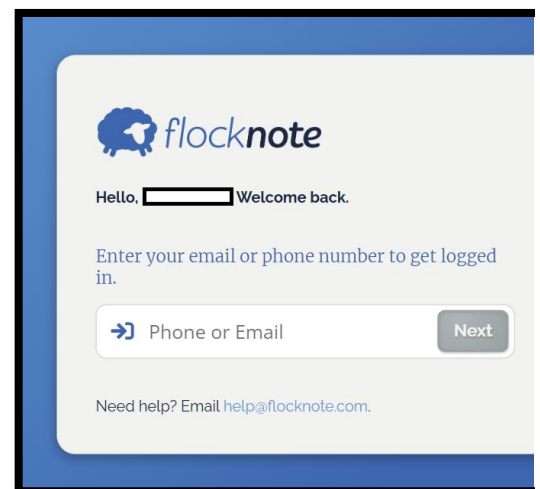 flocknote
Hello, Welcome back.
Enter your email or phone number to get logged
in.
Phone or Email
Next
Need help? Email help@flocknote.com.